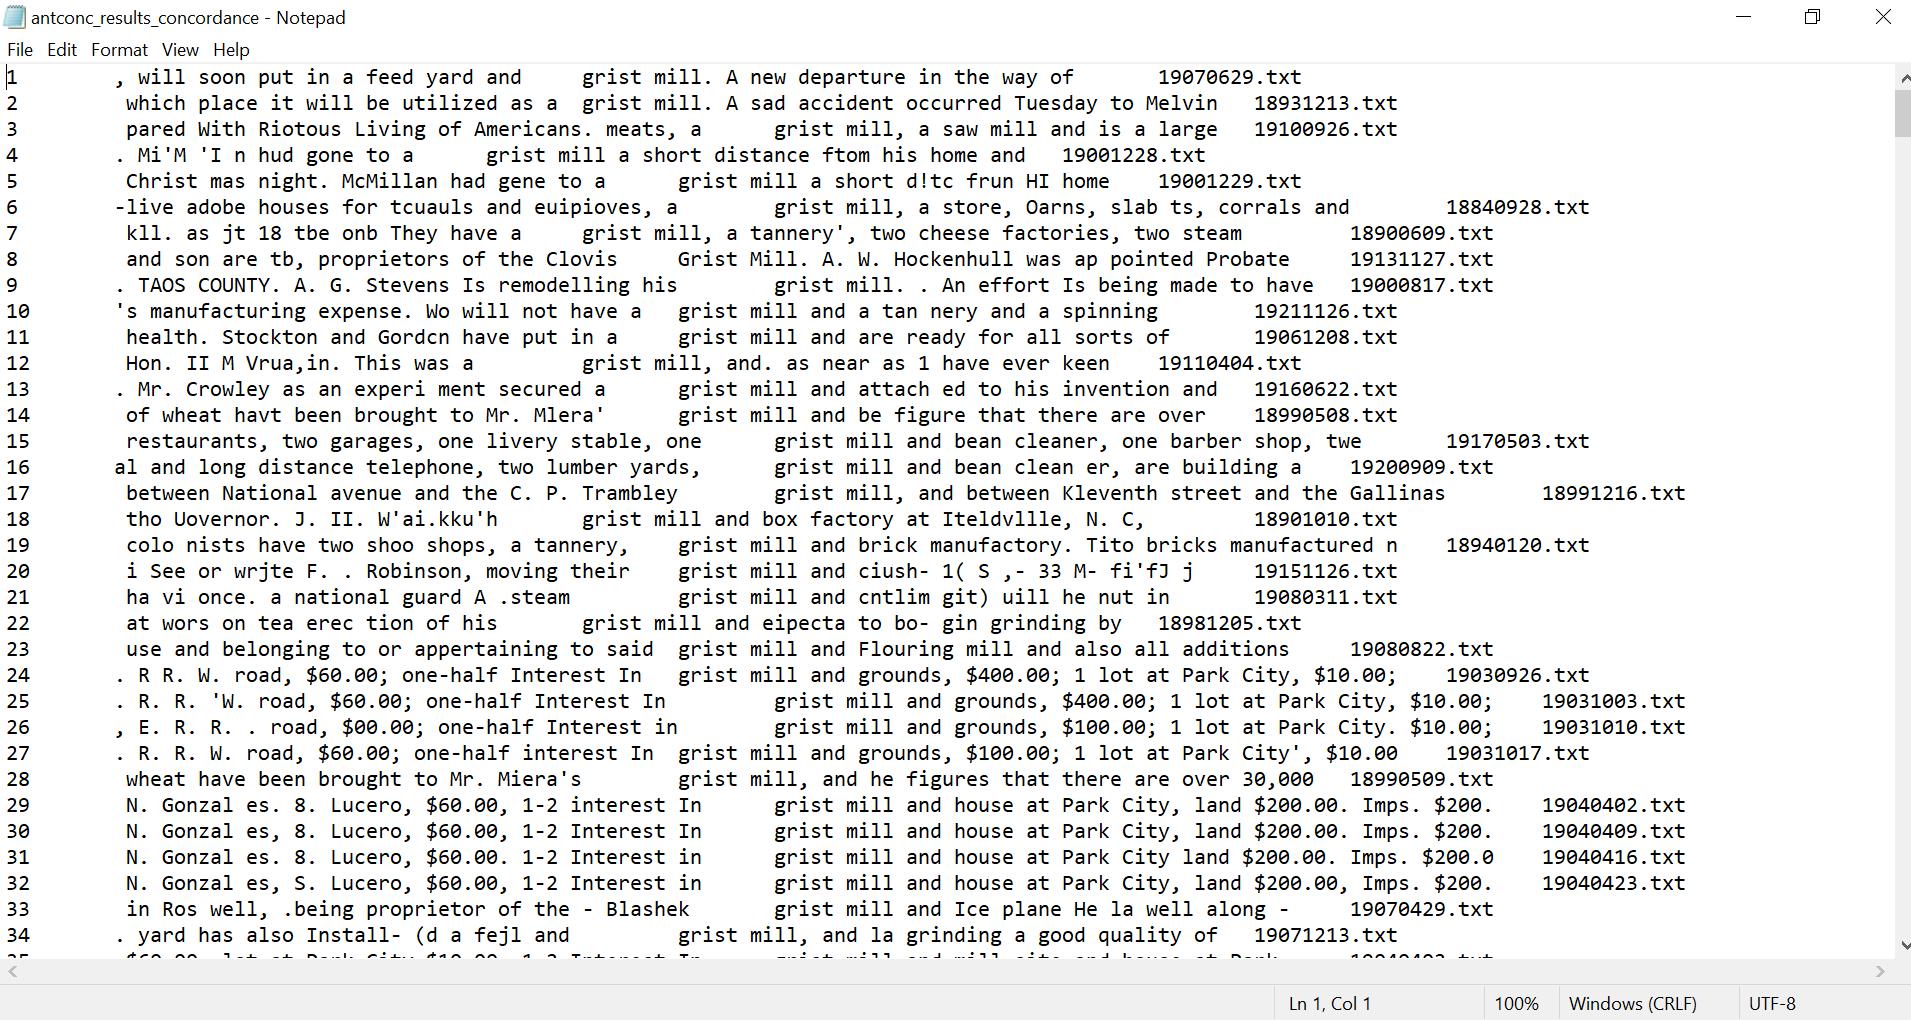 antconc_results_concordance - Notepad
File Edit Format View Help
1 , will soon put in a feed yard and grist mill. A new departure in the way of 19070629.txt
2 which place it will be utilized as a grist mill. A sad accident occurred Tuesday to Melvin 18931213.txt
3 pared With Riotous Living of Americans. meats, a grist mill, a saw mill and is a large 19100926.txt
4 . Mi'M 'I n hud gone to a grist mill a short distance ftom his home and 19001228.txt
5 Christ mas night. McMillan had gene to a grist mill a short d!tc frun HI home 19001229.txt
6 -live adobe houses for tcuauls and euipioves, a grist mill, a store, Oarns, slab ts, corrals and 18840928.txt
7 kll. as jt 18 tbe onb They have a grist mill, a tannery', two cheese factories, two steam 18900609.txt
8 and son are tb, proprietors of the Clovis Grist Mill. A. W. Hockenhull was ap pointed Probate 19131127.txt
9 . TAOS COUNTY. A. G. Stevens Is remodelling his grist mill. . An effort Is being made to have 19000817.txt
10 's manufacturing expense. Wo will not have a grist mill and a tan nery and a spinning 19211126.txt
11 health. Stockton and Gordcn have put in a grist mill and are ready for all sorts of 19061208.txt
12 Hon. II M Vrua,in. This was a grist mill, and. as near as 1 have ever keen 19110404.txt
13 . Mr. Crowley as an experi ment secured a grist mill and attach ed to his invention and 19160622.txt
14 of wheat havt been brought to Mr. Mlera' grist mill and be figure that there are over 18990508.txt
15 restaurants, two garages, one livery stable, one grist mill and bean cleaner, one barber shop, twe 19170503.txt
16 al and long distance telephone, two lumber yards, grist mill and bean clean er, are building a 19200909.txt
17 between National avenue and the C. P. Trambley grist mill, and between Kleventh street and the Gallinas 18991216.txt
18 tho Uovernor. J. II. W'ai.kku'h grist mill and box factory at Iteldvllle, N. C, 18901010.txt
19 colo nists have two shoo shops, a tannery, grist mill and brick manufactory. Tito bricks manufactured n 18940120.txt
20 i See or wrjte F. . Robinson, moving their grist mill and ciush- 1( S ,- 33 M- fi'fJ j 19151126.txt
21 ha vi once. a national guard A .steam grist mill and cntlim git) uill he nut in 19080311.txt
22 at wors on tea erec tion of his grist mill and eipecta to bo- gin grinding by 18981205.txt
23 use and belonging to or appertaining to said grist mill and Flouring mill and also all additions 19080822.txt
24 . R R. W. road, $60.00; one-half Interest In grist mill and grounds, $400.00; 1 lot at Park City, $10.00; 19030926.txt
25 . R. R. 'W. road, $60.00; one-half Interest In grist mill and grounds, $400.00; 1 lot at Park City, $10.00; 19031003.txt
26 , E. R. R. . road, $00.00; one-half Interest in grist mill and grounds, $100.00; 1 lot at Park City. $10.00; 19031010.txt
27 . R. R. W. road, $60.00; one-half interest In grist mill and grounds, $100.00; 1 lot at Park City', $10.00 19031017.txt
28 wheat have been brought to Mr. Miera's grist mill, and he figures that there are over 30,000 18990509.txt
29 N. Gonzal es. 8. Lucero, $60.00, 1-2 interest In grist mill and house at Park City, land $200.00. Imps. $200. 19040402.txt
30 N. Gonzal es, 8. Lucero, $60.00, 1-2 Interest In grist mill and house at Park City, land $200.00. Imps. $200. 19040409.txt
31 N. Gonzal es. 8. Lucero, $60.00. 1-2 Interest in grist mill and house at Park City land $200.00. Imps. $200.0 19040416.txt
32 N. Gonzal es, S. Lucero, $60.00, 1-2 Interest in grist mill and house at Park City, land $200.00, Imps. $200. 19040423.txt
33 in Ros well, .being proprietor of the - Blashek grist mill and Ice plane He la well along - 19070429.txt
34 . yard has also Install- (d a fejl and grist mill, and la grinding a good quality of 19071213.txt
Ln 1, Col 1 100% Windows (CRLF) UTF-8